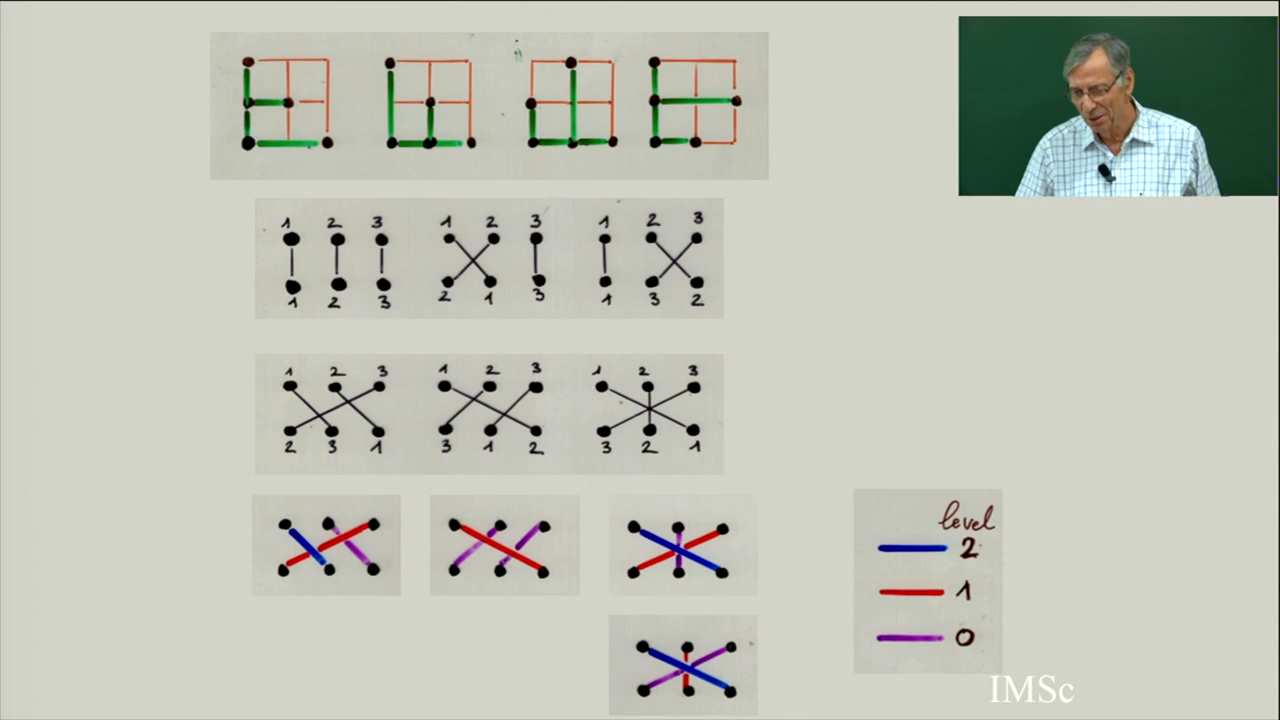 1 2 3 1 2 3 1 2 3
1 2 3 2 1 3 1 3 2
1 2 3 1 2 3 1 2 3
2 3 1 3 1 2 3 2 1
level
2
1
0
IMSc